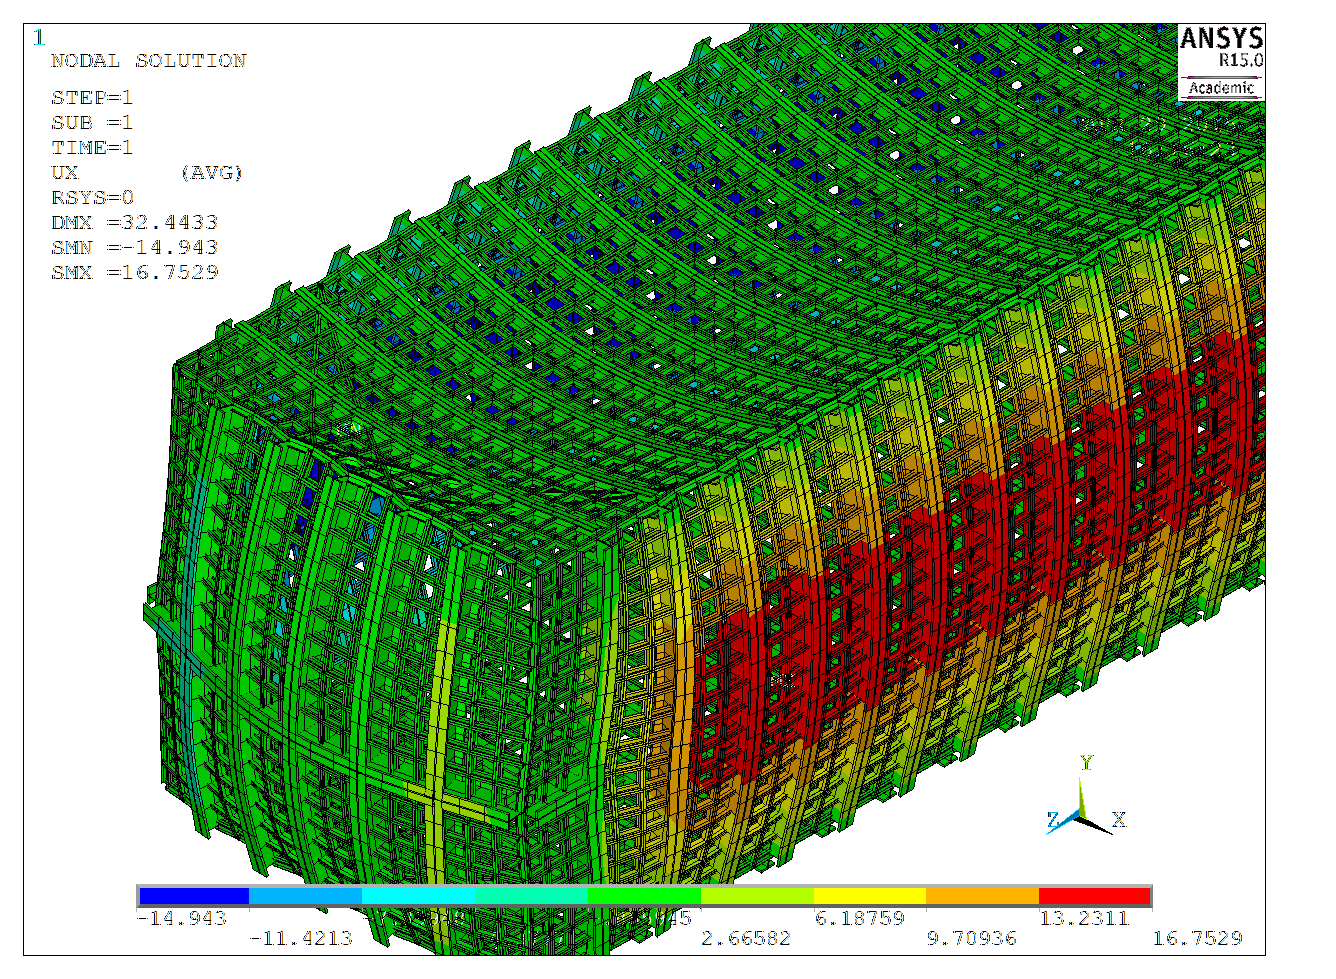 1
ANSYS
R15.0
Academic
NODAL SOLUTION
STEP=1
SUB =1
TIME=1
UX (AVG)
RSYS=0
DMX =32.4433
SMN =-14.943
SMX =16.7529
Y
Z X
-14.943
6.18759
13.2311
-11.4213
2.66582
9.70936
16.7529